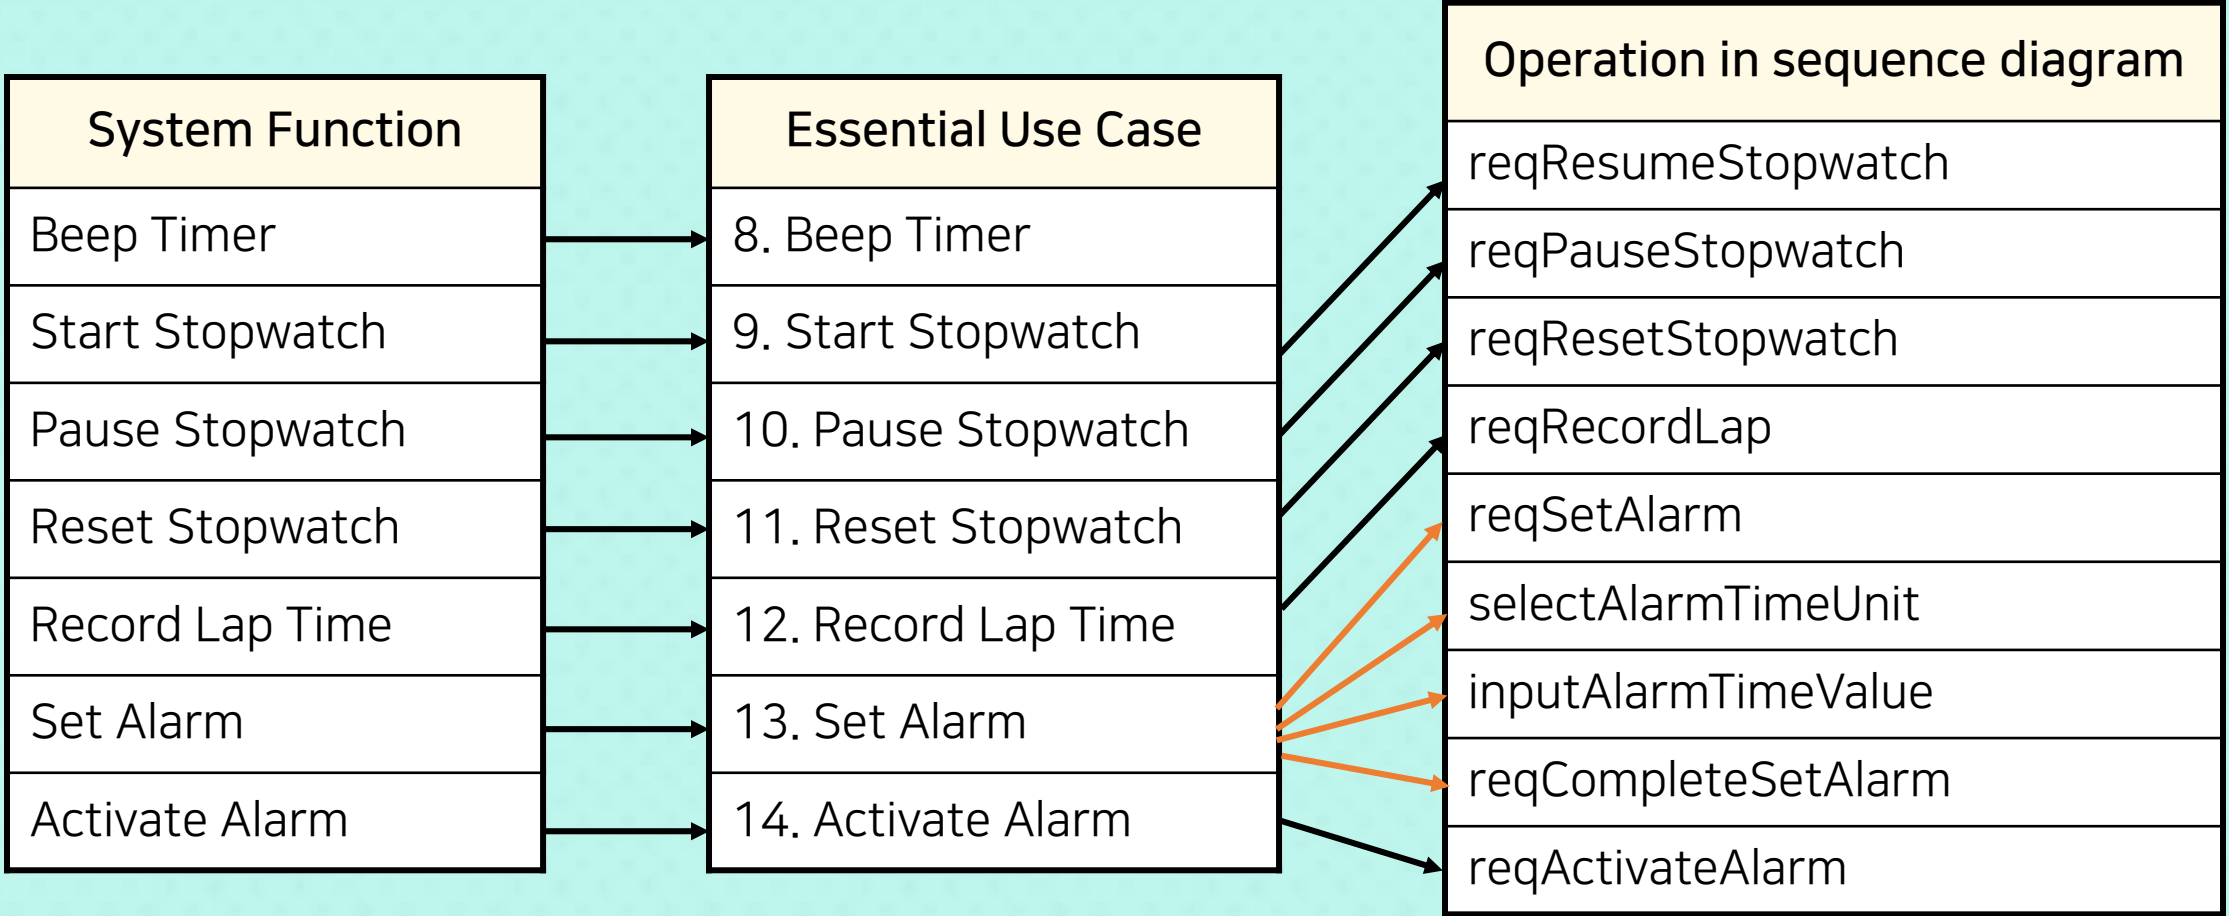 System Function
Beep Timer
Start Stopwatch
Pause Stopwatch
Reset Stopwatch
Record Lap Time
Set Alarm
Activate Alarm
Essential Use Case
8. Beep Timer
9. Start Stopwatch
10. Pause Stopwatch
11. Reset Stopwatch
12. Record Lap Time
13. Set Alarm
14. Activate Alarm
Operation in sequence diagram
reqResumeStopwatch
reqPauseStopwatch
reqResetStopwatch
reqRecordLap
reqSetAlarm
selectAlarmTimeUnit
inputAlarmTimeValue
reqCompleteSetAlarm
reqActivateAlarm